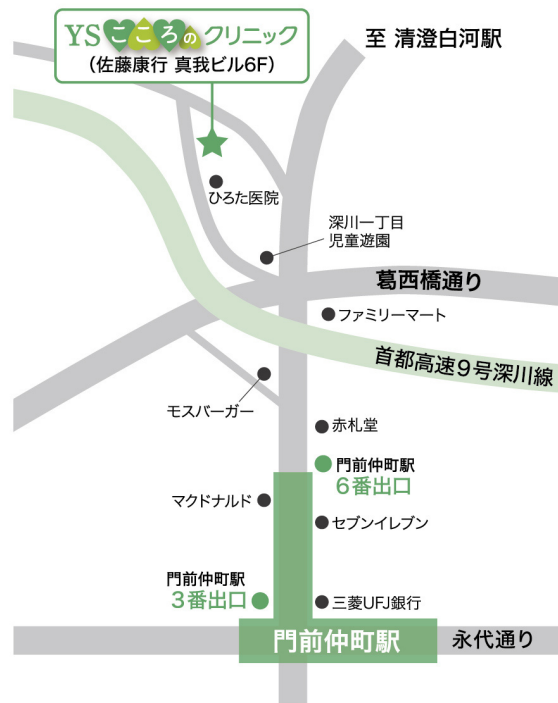 YSこころのクリニック
（佐藤康行 真我ビル6F）
至 清澄白河駅
ひろた医院
深川一丁目
児童遊園
葛西橋通り
ファミリーマート
首都高速9号深川線
モスバーガー
赤札堂
門前仲町駅
6番出口
マクドナルド
セブンイレブン
門前仲町駅
3番出口
三菱UFJ銀行
門前仲町駅
永代通り